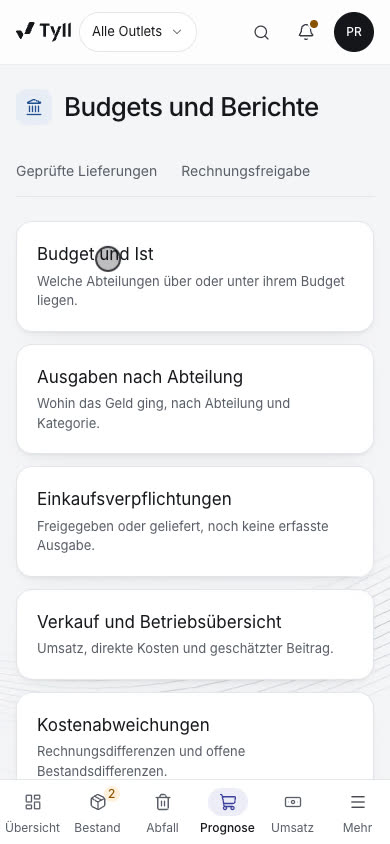 Tyll
Alle Outlets
PR
Budgets und Berichte
Geprüfte Lieferungen
Rechnungsfreigabe
Budget und Ist
Welche Abteilungen über oder unter ihrem Budget
liegen.
Ausgaben nach Abteilung
Wohin das Geld ging, nach Abteilung und
Kategorie.
Einkaufsverpflichtungen
Freigegeben oder geliefert, noch keine erfasste
Ausgabe.
Verkauf und Betriebsübersicht
Umsatz, direkte Kosten und geschätzter Beitrag.
Kostenabweichungen
Rechnungsdifferenzen und offene
Bestandsdifferenzen.
2
Übersicht
Bestand
Abfall
Prognose
Umsatz
Mehr